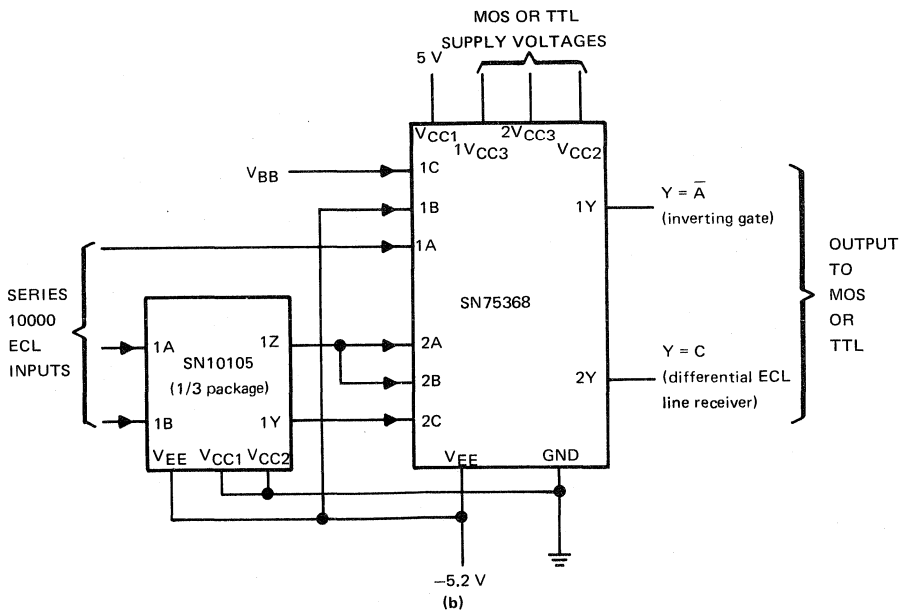 MOS OR TTL
SUPPLY VOLTAGES
5 V
VCC1
1VCC3
2VCC3
VCC2
VBB
1C
1B
1A
SN75368
1Y
Y = A̅
(inverting gate)
OUTPUT
TO
MOS
OR
TTL
SERIES
10000
ECL
INPUTS
1A
1B
SN10105
(1/3 package)
1Z
1Y
VEE
VCC1
VCC2
2A
2B
2C
2Y
Y = C
(differential ECL
line receiver)
VEE
GND
−5.2 V
(b)